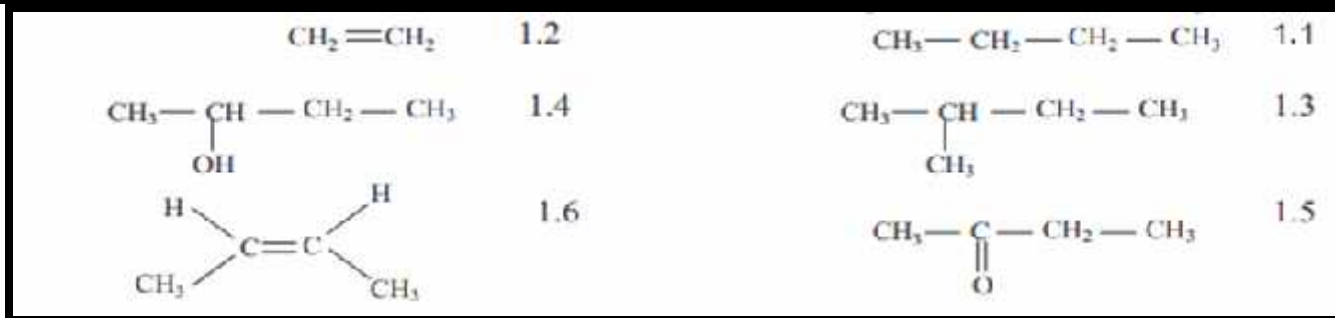 CH₂═CH₂ 1.2
CH₃—CH₂—CH₂—CH₃ 1.1
CH₃—CH—CH₂—CH₃ 1.4
OH
CH₃—CH—CH₂—CH₃ 1.3
CH₃
H H 1.6
C═C
CH₃ CH₃
CH₃—C—CH₂—CH₃ 1.5
O